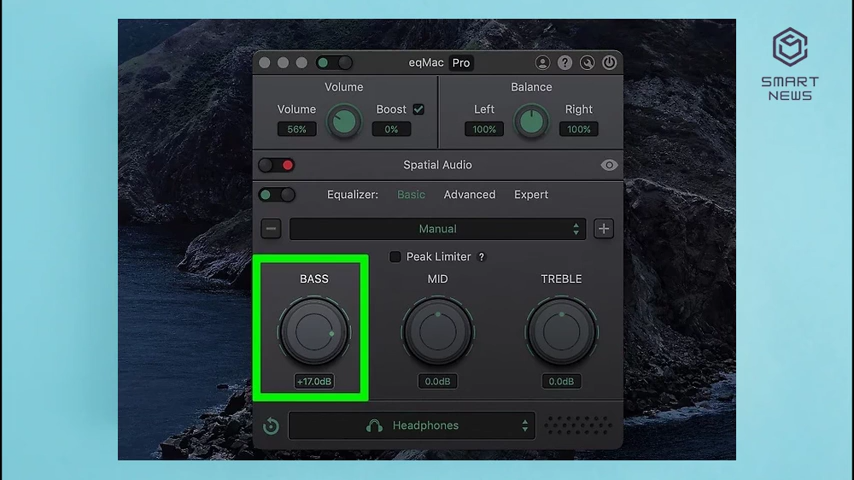 SMART
NEWS
eqMac Pro
?
Volume
Balance
Volume Boost
56% 0%
Left Right
100% 100%
Spatial Audio
Equalizer: Basic Advanced Expert
Manual
Peak Limiter ?
BASS MID TREBLE
+17.0dB 0.0dB 0.0dB
Headphones